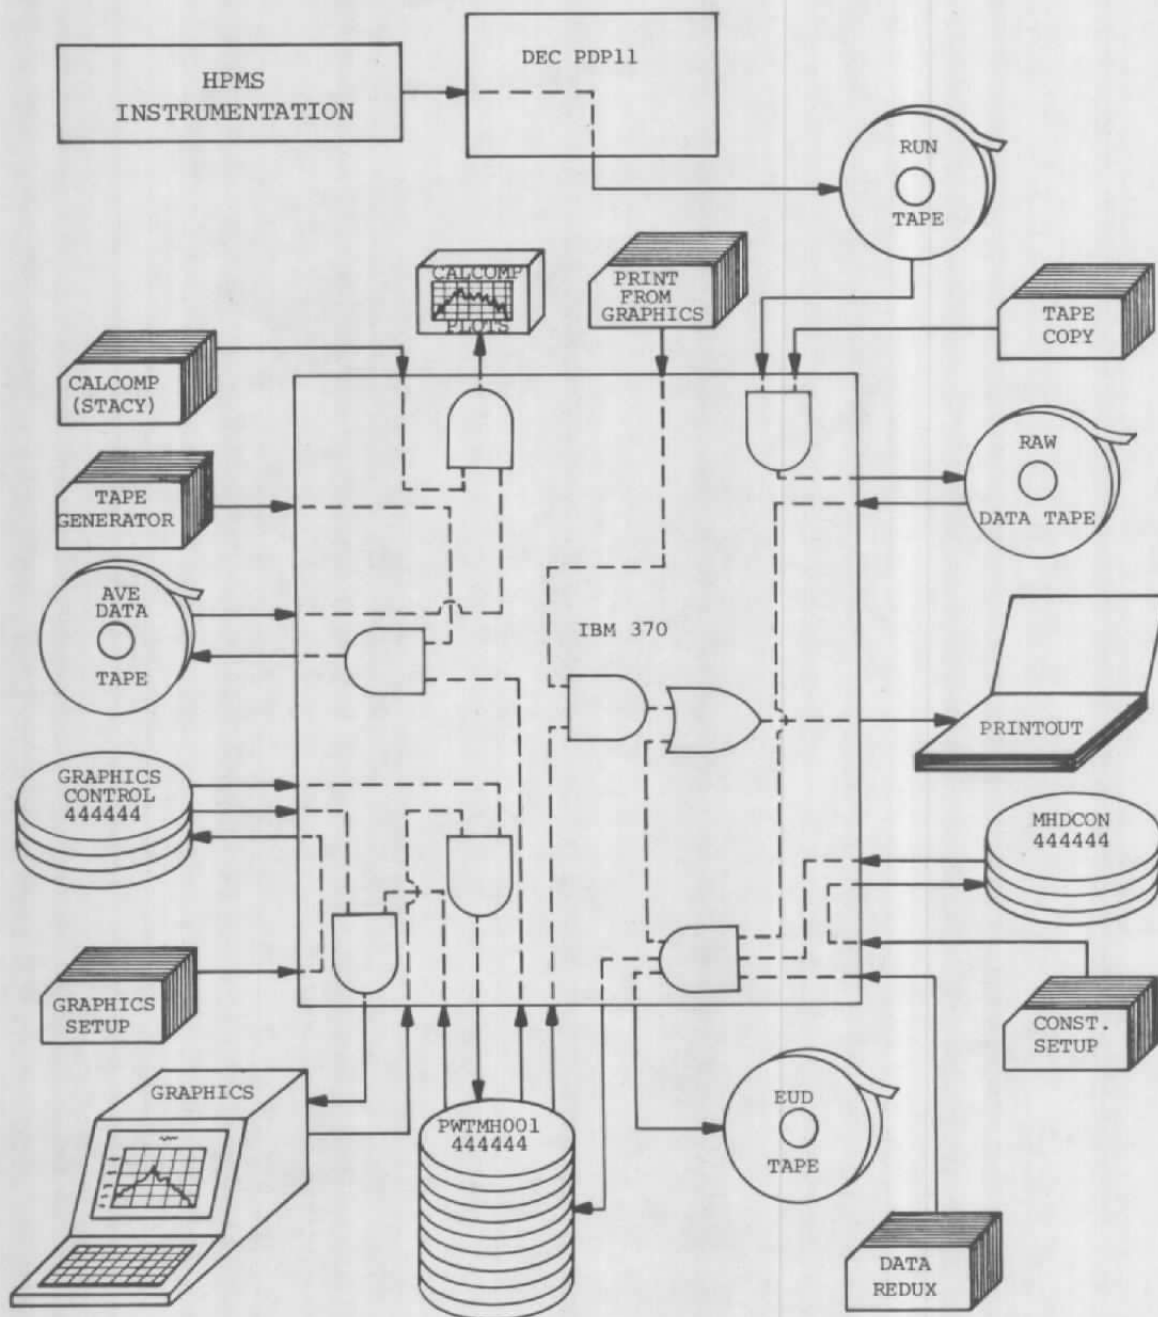 HPMS
INSTRUMENTATION
DEC PDP11
RUN
TAPE
CALCOMP
PLOTS
PRINT
FROM
GRAPHICS
TAPE
COPY
CALCOMP
(STACY)
RAW
DATA TAPE
TAPE
GENERATOR
AVE
DATA
TAPE
IBM 370
PRINTOUT
GRAPHICS
CONTROL
444444
MHDCON
444444
GRAPHICS
SETUP
CONST.
SETUP
GRAPHICS
PWTMH001
444444
EUD
TAPE
DATA
REDUX